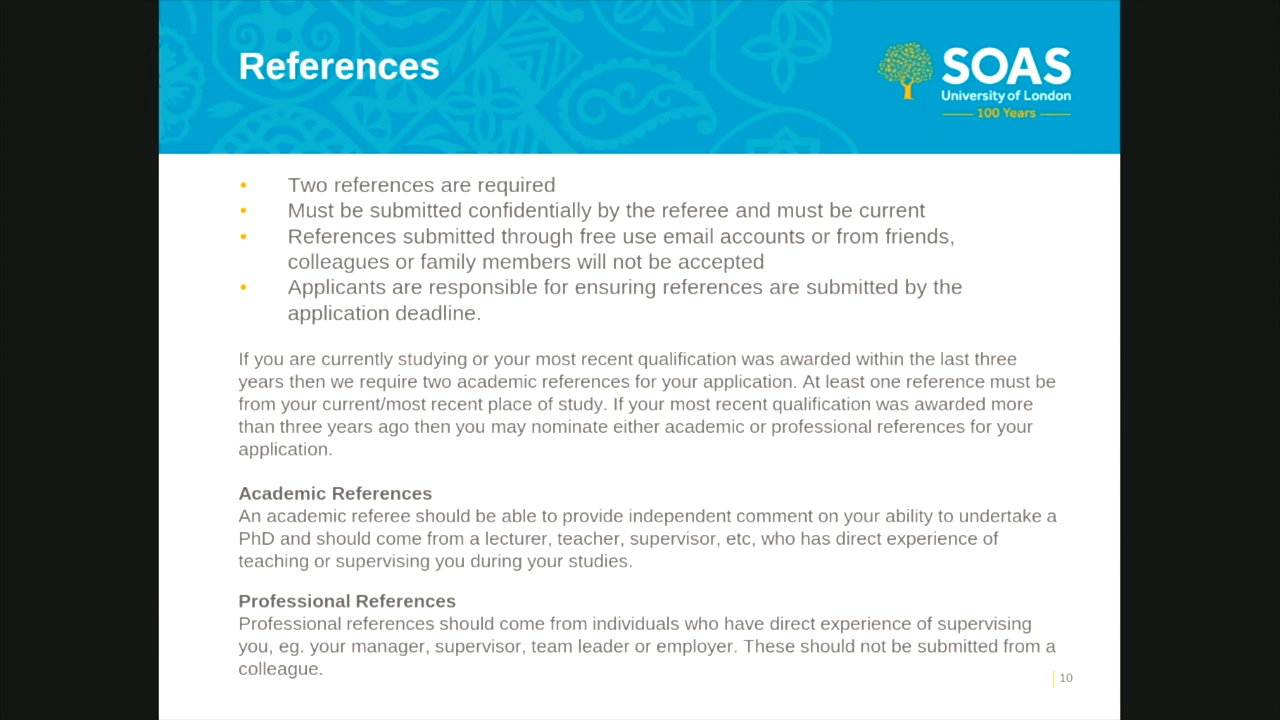 References
SOAS
University of London
100 Years
• Two references are required
• Must be submitted confidentially by the referee and must be current
• References submitted through free use email accounts or from friends,
colleagues or family members will not be accepted
• Applicants are responsible for ensuring references are submitted by the
application deadline.
If you are currently studying or your most recent qualification was awarded within the last three
years then we require two academic references for your application. At least one reference must be
from your current/most recent place of study. If your most recent qualification was awarded more
than three years ago then you may nominate either academic or professional references for your
application.
Academic References
An academic referee should be able to provide independent comment on your ability to undertake a
PhD and should come from a lecturer, teacher, supervisor, etc, who has direct experience of
teaching or supervising you during your studies.
Professional References
Professional references should come from individuals who have direct experience of supervising
you, eg. your manager, supervisor, team leader or employer. These should not be submitted from a
colleague.
10